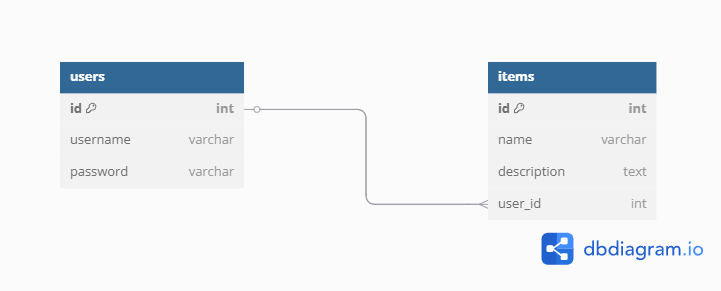 users
id int
username varchar
password varchar
items
id int
name varchar
description text
user_id int
dbdiagram.io